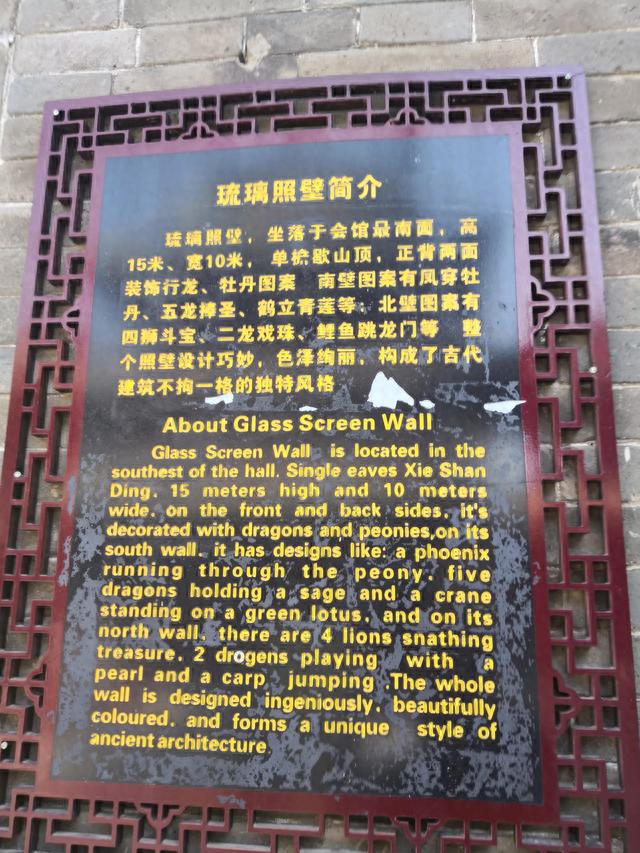 琉璃照壁简介
琉璃照壁，坐落于会馆最南面，高
15米、宽10米，单檐歇山顶，正背两面
装饰行龙、牡丹图案 南壁图案有凤穿牡
丹、五龙捧圣、鹤立青莲等；北壁图案有
四狮斗宝、二龙戏珠、鲤鱼跳龙门等 整
个照壁设计巧妙，色泽绚丽，构成了古代
建筑不拘一格的独特风格
About Glass Screen Wall
Glass Screen Wall is located in the
southest of the hall. Single eaves Xie Shan
Ding. 15 meters high and 10 meters
wide. on the front and back sides. it's
decorated with dragons and peonies,on its
south wall. it has designs like: a phoenix
running through the peony. five
dragons holding a sage and a crane
standing on a green lotus. and on its
north wall. there are 4 lions snathing
treasure. 2 drogens playing with a
pearl and a carp jumping .The whole
wall is designed ingeniously. beautifully
coloured. and forms a unique style of
ancient architecture